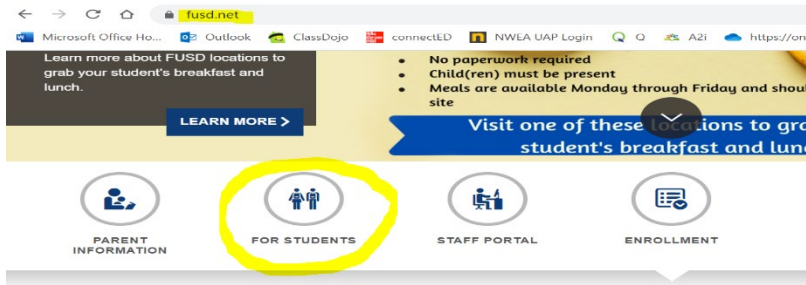 fusd.net
Microsoft Office Ho... Outlook ClassDojo connectED NWEA UAP Login Q A2i https://on
Learn more about FUSD locations to
grab your student's breakfast and
lunch.
LEARN MORE >
• No paperwork required
• Child(ren) must be present
• Meals are available Monday through Friday and shou
site
Visit one of these locations to gra
student's breakfast and lun
PARENT
INFORMATION
FOR STUDENTS
STAFF PORTAL
ENROLLMENT